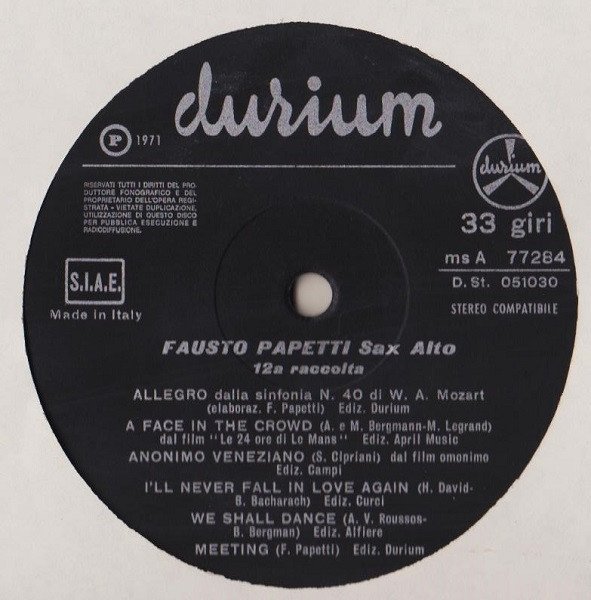 durium
P 1971
durium
RISERVATI TUTTI I DIRITTI DEL PRO-
DUTTORE FONOGRAFICO E DEL
PROPRIETARIO DELL'OPERA REGI-
STRATA - VIETATE DUPLICAZIONE,
UTILIZZAZIONE DI QUESTO DISCO
PER PUBBLICA ESECUZIONE E
RADIODIFFUSIONE.
33 giri
ms A 77284
D. St. 051030
STEREO COMPATIBILE
S.I.A.E.
Made in Italy
FAUSTO PAPETTI Sax Alto
12a raccolta
ALLEGRO dalla sinfonia N. 40 di W. A. Mozart
(elaboraz. F. Papetti) Ediz. Durium
A FACE IN THE CROWD (A. e M. Bergmann-M. Legrand)
dal film "Le 24 ore di Le Mans" Ediz. April Music
ANONIMO VENEZIANO (S. Cipriani) dal film omonimo
Ediz. Campi
I'LL NEVER FALL IN LOVE AGAIN (H. David-
B. Bacharach) Ediz. Curci
WE SHALL DANCE (A. V. Roussos-
B. Bergman) Ediz. Alfiere
MEETING (F. Papetti) Ediz. Durium